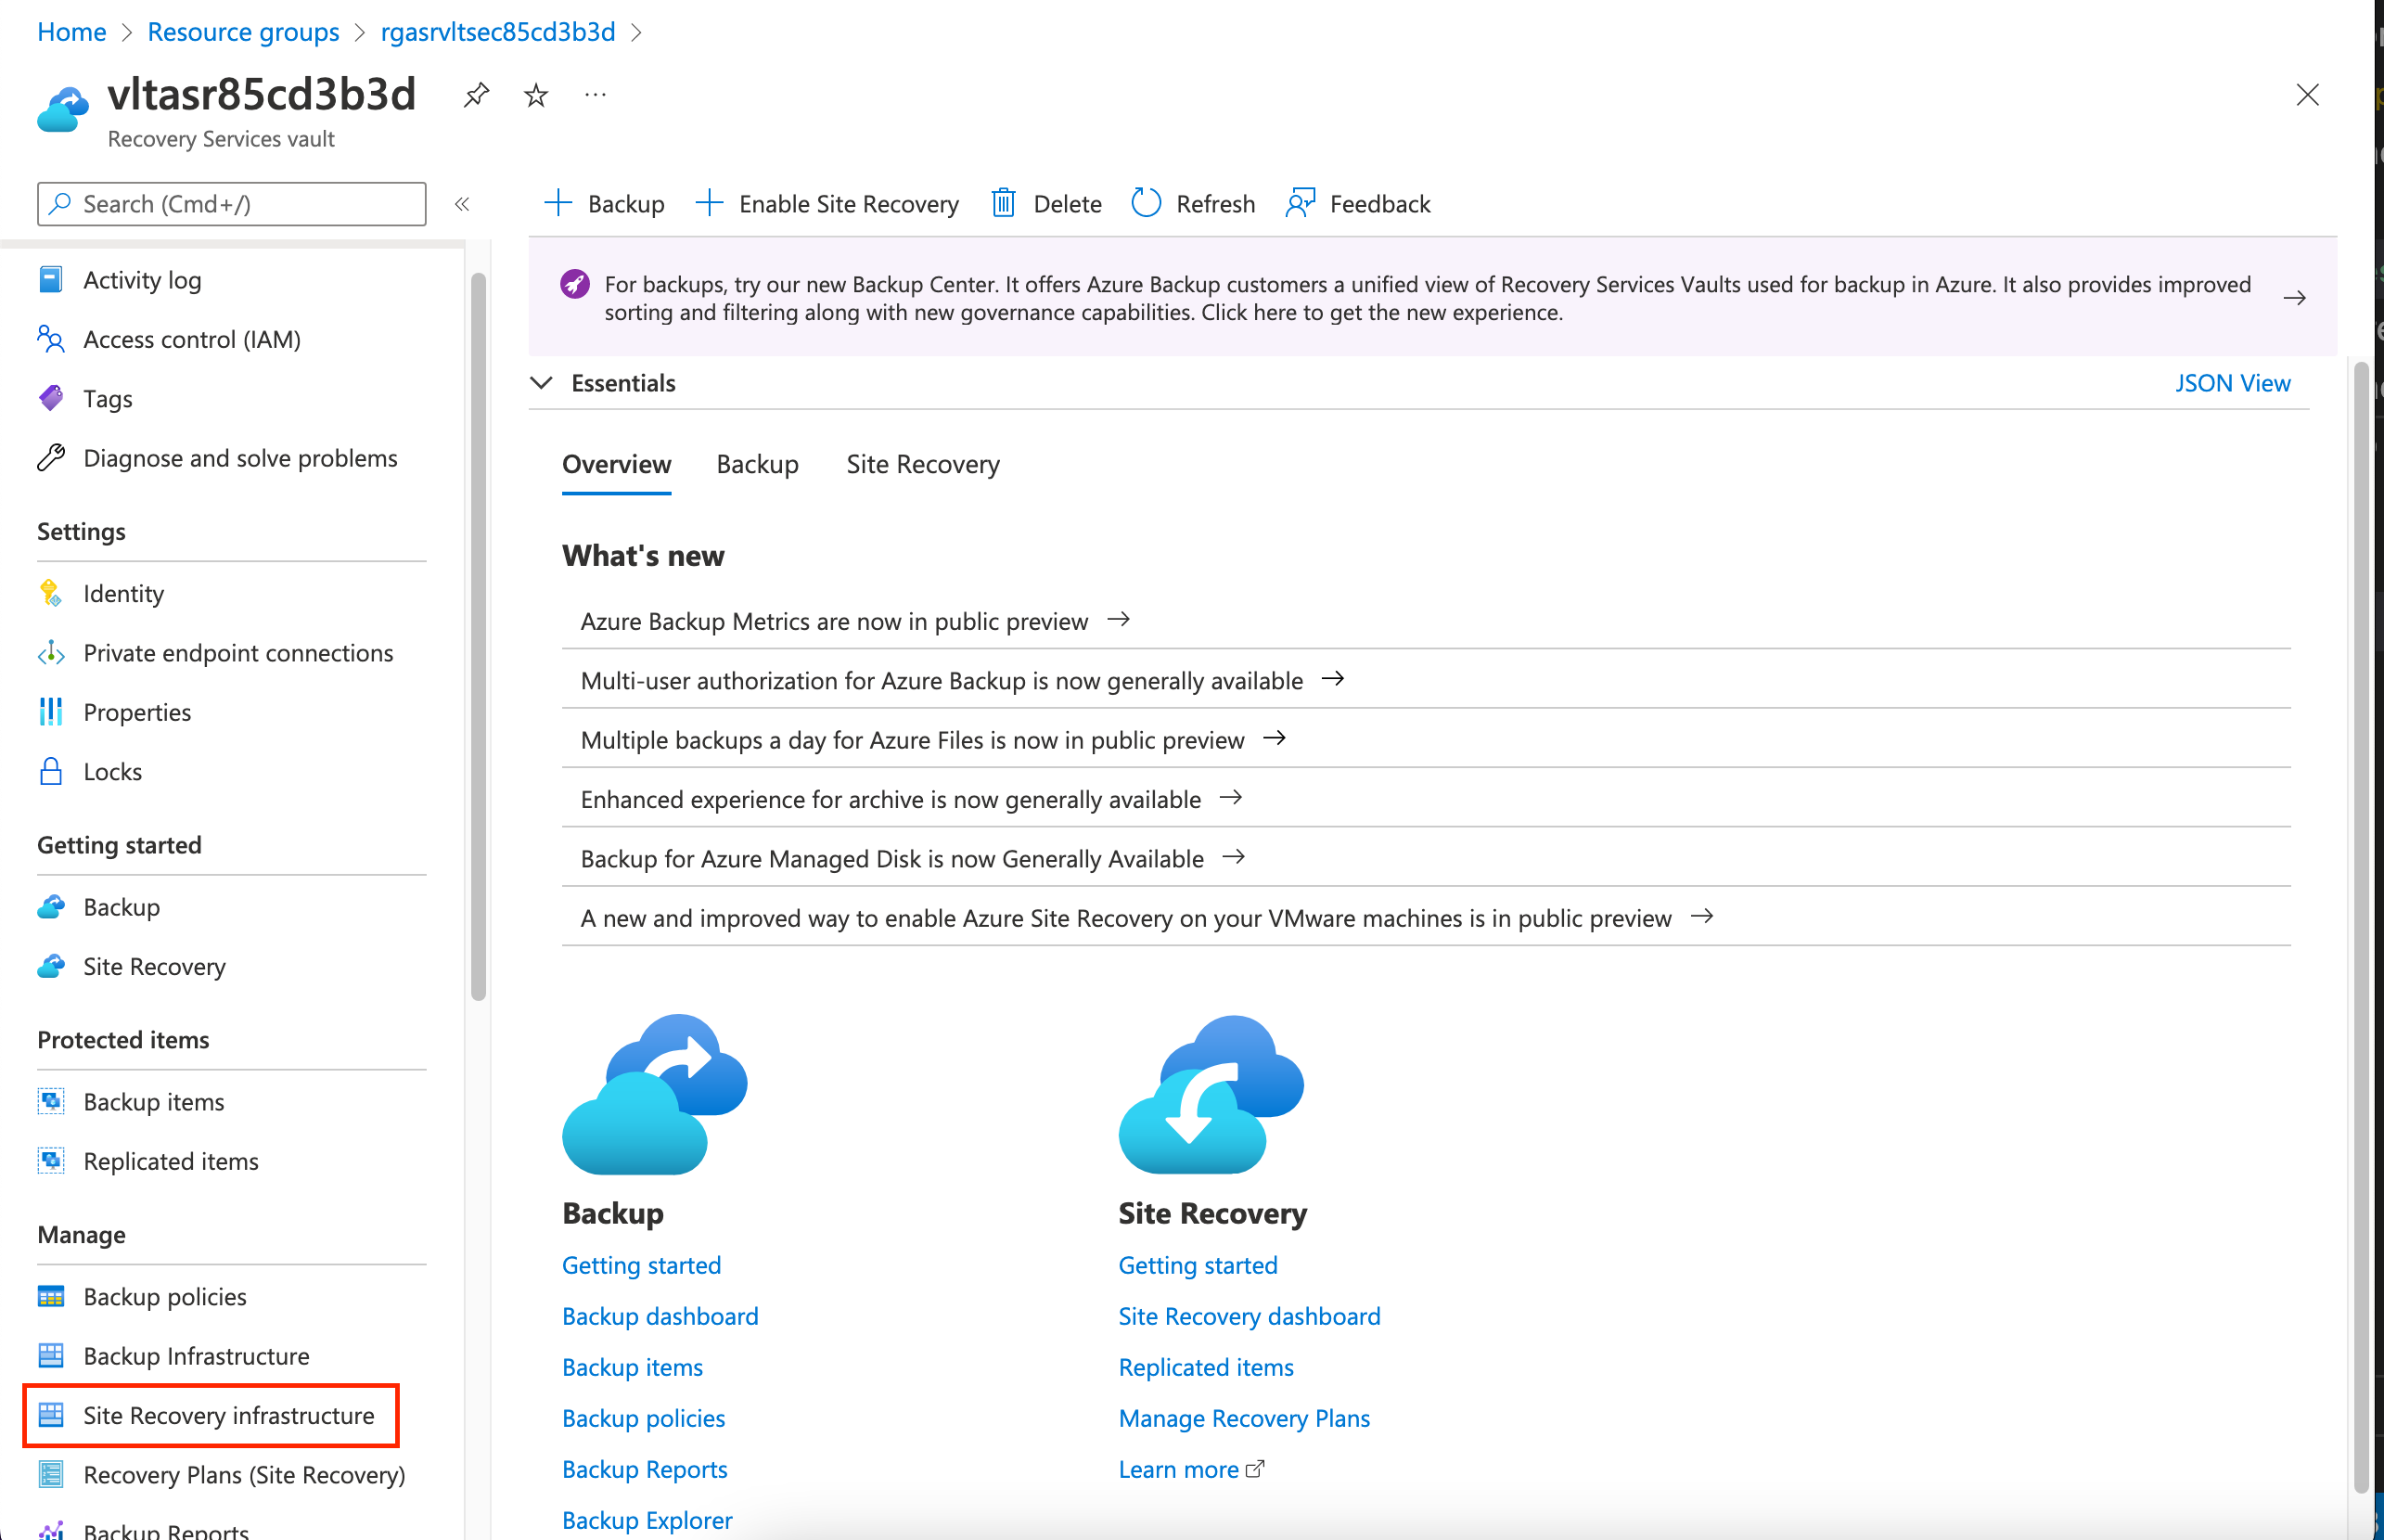 Home > Resource groups > rgasrvltsec85cd3b3d >
vltasr85cd3b3d
Recovery Services vault
Search (Cmd+/)
Backup
Enable Site Recovery
Delete
Refresh
Feedback
Activity log
Access control (IAM)
Tags
Diagnose and solve problems
Settings
Identity
Private endpoint connections
Properties
Locks
Getting started
Backup
Site Recovery
Protected items
Backup items
Replicated items
Manage
Backup policies
Backup Infrastructure
Site Recovery infrastructure
Recovery Plans (Site Recovery)
Backup Reports
For backups, try our new Backup Center. It offers Azure Backup customers a unified view of Recovery Services Vaults used for backup in Azure. It also provides improved
sorting and filtering along with new governance capabilities. Click here to get the new experience.
Essentials
JSON View
Overview
Backup
Site Recovery
What's new
Azure Backup Metrics are now in public preview
Multi-user authorization for Azure Backup is now generally available
Multiple backups a day for Azure Files is now in public preview
Enhanced experience for archive is now generally available
Backup for Azure Managed Disk is now Generally Available
A new and improved way to enable Azure Site Recovery on your VMware machines is in public preview
Backup
Getting started
Backup dashboard
Backup items
Backup policies
Backup Reports
Backup Explorer
Site Recovery
Getting started
Site Recovery dashboard
Replicated items
Manage Recovery Plans
Learn more